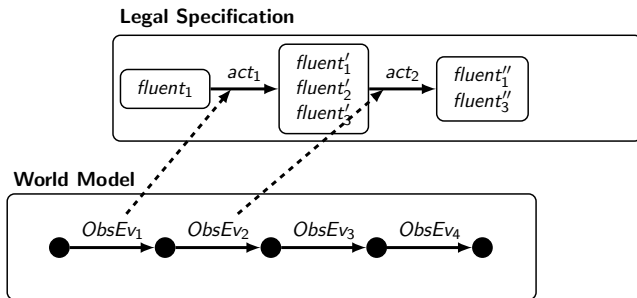 Legal Specification
fluent₁ act₁ fluent′₁ act₂ fluent″₁
fluent′₂ fluent″₃
fluent′₃
World Model
ObsEv₁ ObsEv₂ ObsEv₃ ObsEv₄